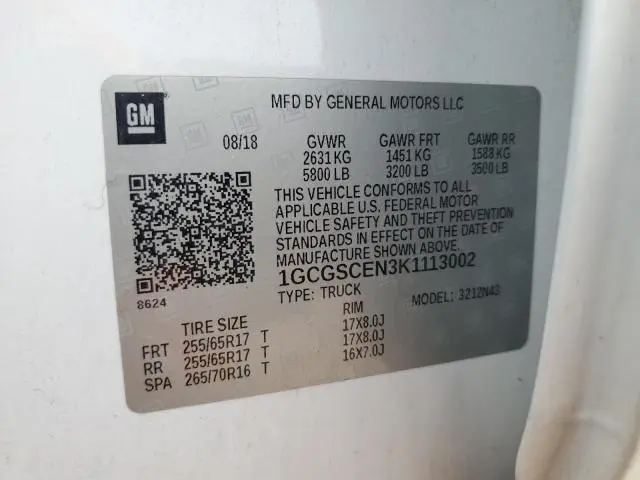 GM
MFD BY GENERAL MOTORS LLC
08/18 GVWR GAWR FRT GAWR RR
2631 KG 1451 KG 1588 KG
5800 LB 3200 LB 3500 LB
THIS VEHICLE CONFORMS TO ALL
APPLICABLE U.S. FEDERAL MOTOR
VEHICLE SAFETY AND THEFT PREVENTION
STANDARDS IN EFFECT ON THE DATE OF
MANUFACTURE SHOWN ABOVE.
1GCGSCEN3K1113002
8624
TYPE: TRUCK MODEL: 3212N43
TIRE SIZE RIM
FRT 255/65R17 T 17X8.0J
RR 255/65R17 T 17X8.0J
SPA 265/70R16 T 16X7.0J